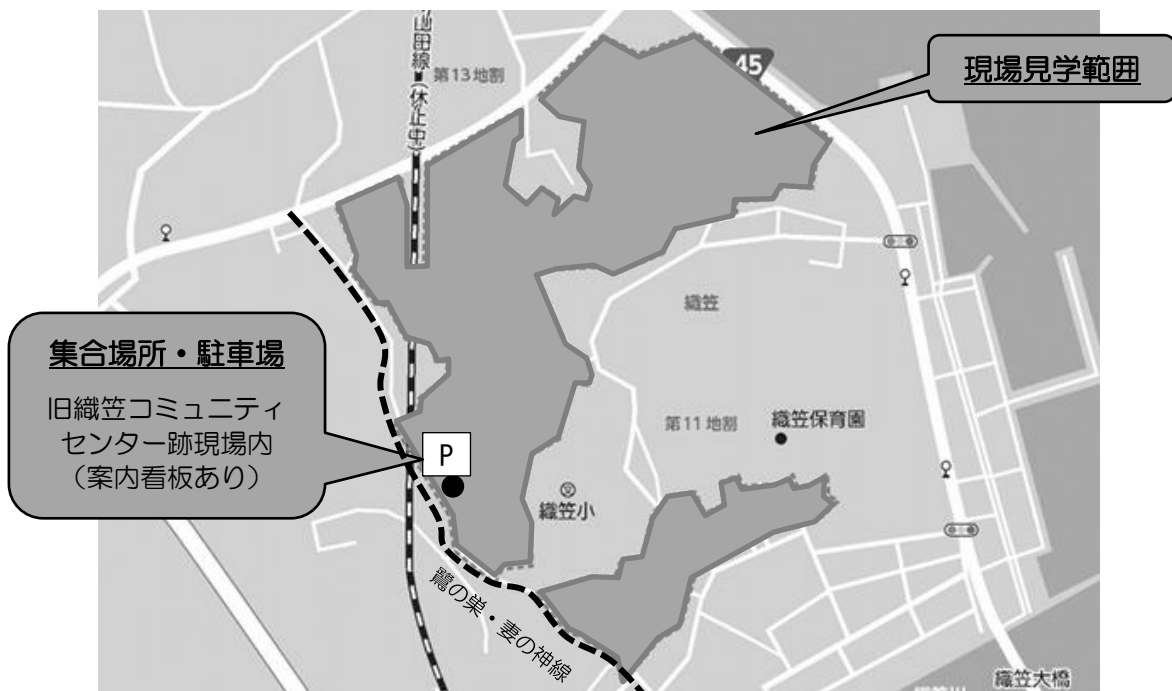 山田線(休止中)
第13地割
45
現場見学範囲
集合場所・駐車場
旧織笠コミュニティ
センター跡現場内
（案内看板あり）
P
織笠
第11地割
織笠保育園
文
織笠小
鷺の巣・妻の神線
織笠大橋